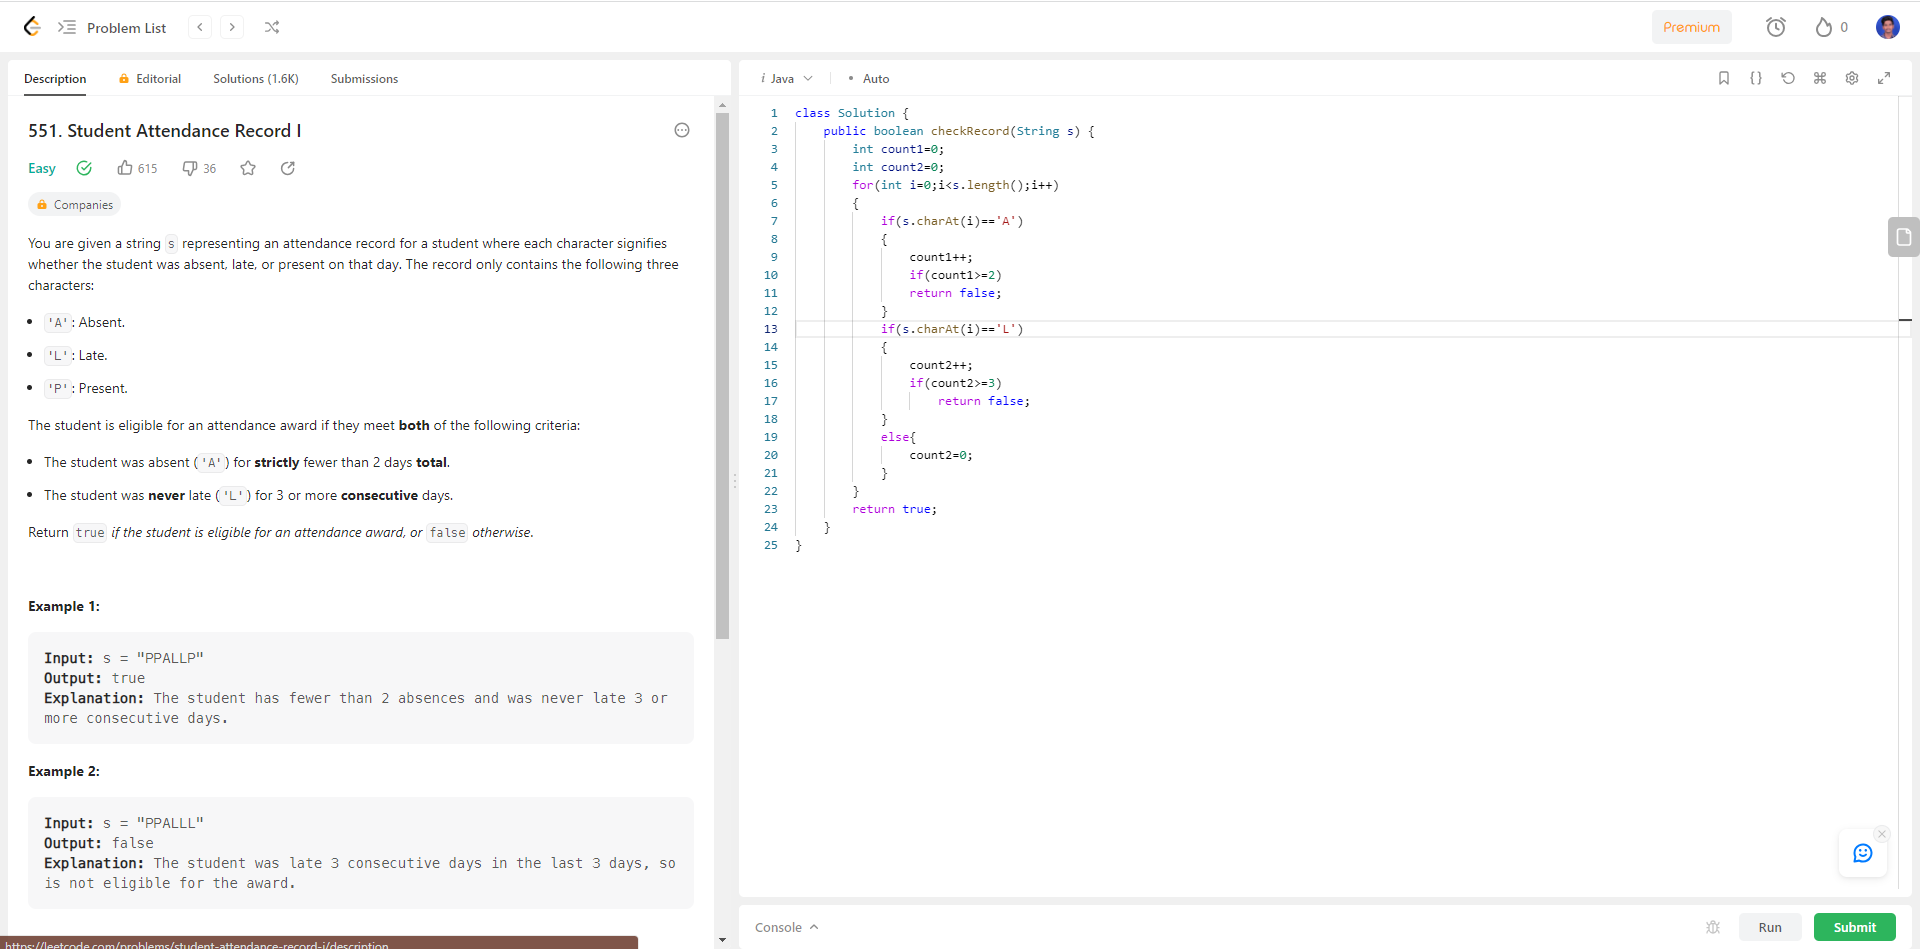 Problem List
Premium
0
Description
Editorial
Solutions (1.6K)
Submissions
551. Student Attendance Record I
Easy
615
36
Companies
You are given a string s representing an attendance record for a student where each character signifies
whether the student was absent, late, or present on that day. The record only contains the following three
characters:
• 'A': Absent.
• 'L': Late.
• 'P': Present.
The student is eligible for an attendance award if they meet both of the following criteria:
• The student was absent ('A') for strictly fewer than 2 days total.
• The student was never late ('L') for 3 or more consecutive days.
Return true if the student is eligible for an attendance award, or false otherwise.
Example 1:
Input: s = "PPALLP"
Output: true
Explanation: The student has fewer than 2 absences and was never late 3 or
more consecutive days.
Example 2:
Input: s = "PPALLL"
Output: false
Explanation: The student was late 3 consecutive days in the last 3 days, so
is not eligible for the award.
https://leetcode.com/problems/student-attendance-record-i/description
i Java
• Auto
1 class Solution {
2     public boolean checkRecord(String s) {
3         int count1=0;
4         int count2=0;
5         for(int i=0;i<s.length();i++)
6         {
7             if(s.charAt(i)=='A')
8             {
9                 count1++;
10                 if(count1>=2)
11                 return false;
12             }
13             if(s.charAt(i)=='L')
14             {
15                 count2++;
16                 if(count2>=3)
17                     return false;
18             }
19             else{
20                 count2=0;
21             }
22         }
23         return true;
24     }
25 }
Console
Run
Submit